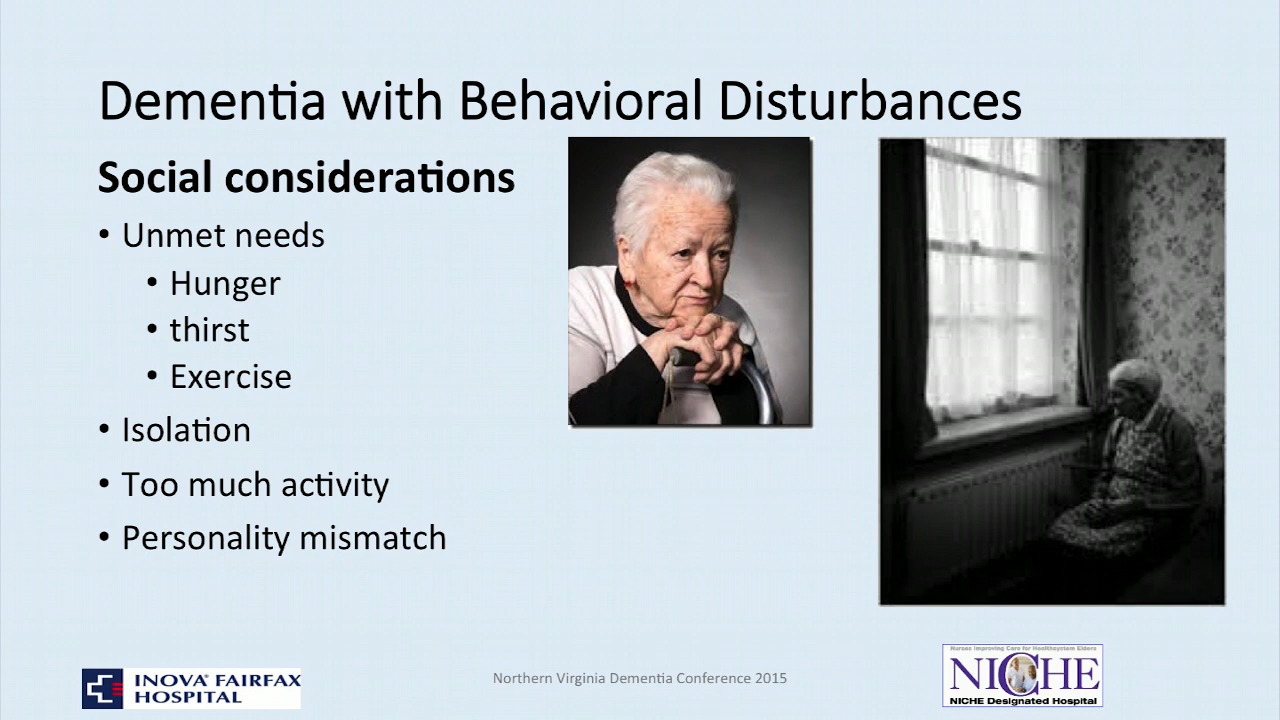 Dementia with Behavioral Disturbances
Social considerations
• Unmet needs
• Hunger
• thirst
• Exercise
• Isolation
• Too much activity
• Personality mismatch
INOVA® FAIRFAX
HOSPITAL
Northern Virginia Dementia Conference 2015
Nurses Improving Care for Healthsystem Elders
NICHE
NICHE Designated Hospital